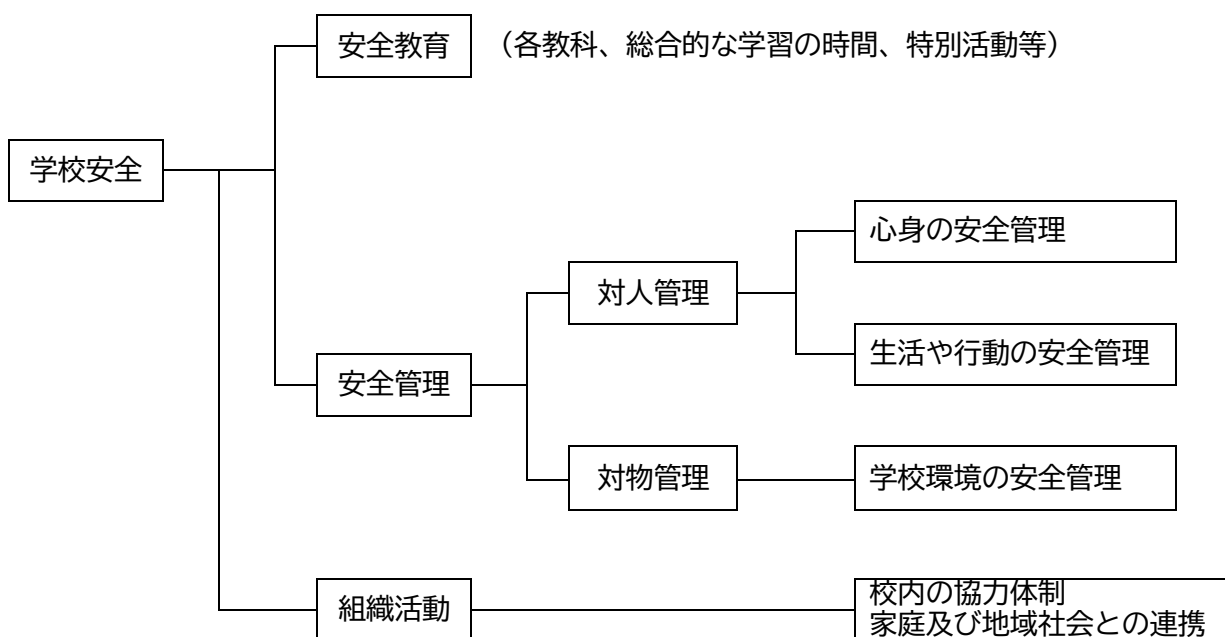 安全教育
(各教科、総合的な学習の時間、特別活動等)
学校安全
心身の安全管理
対人管理
生活や行動の安全管理
安全管理
対物管理
学校環境の安全管理
組織活動
校内の協力体制
家庭及び地域社会との連携